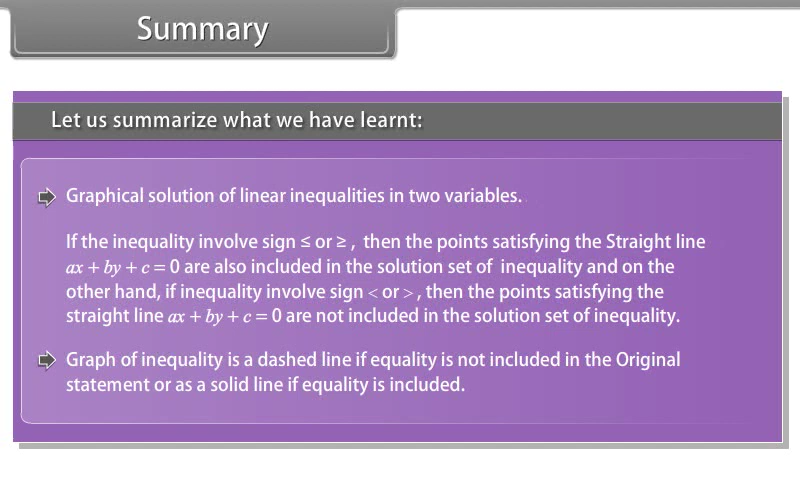 Summary
Let us summarize what we have learnt:
Graphical solution of linear inequalities in two variables.
If the inequality involve sign ≤ or ≥ , then the points satisfying the Straight line
ax + by + c = 0 are also included in the solution set of inequality and on the
other hand, if inequality involve sign < or > , then the points satisfying the
straight line ax + by + c = 0 are not included in the solution set of inequality.
Graph of inequality is a dashed line if equality is not included in the Original
statement or as a solid line if equality is included.